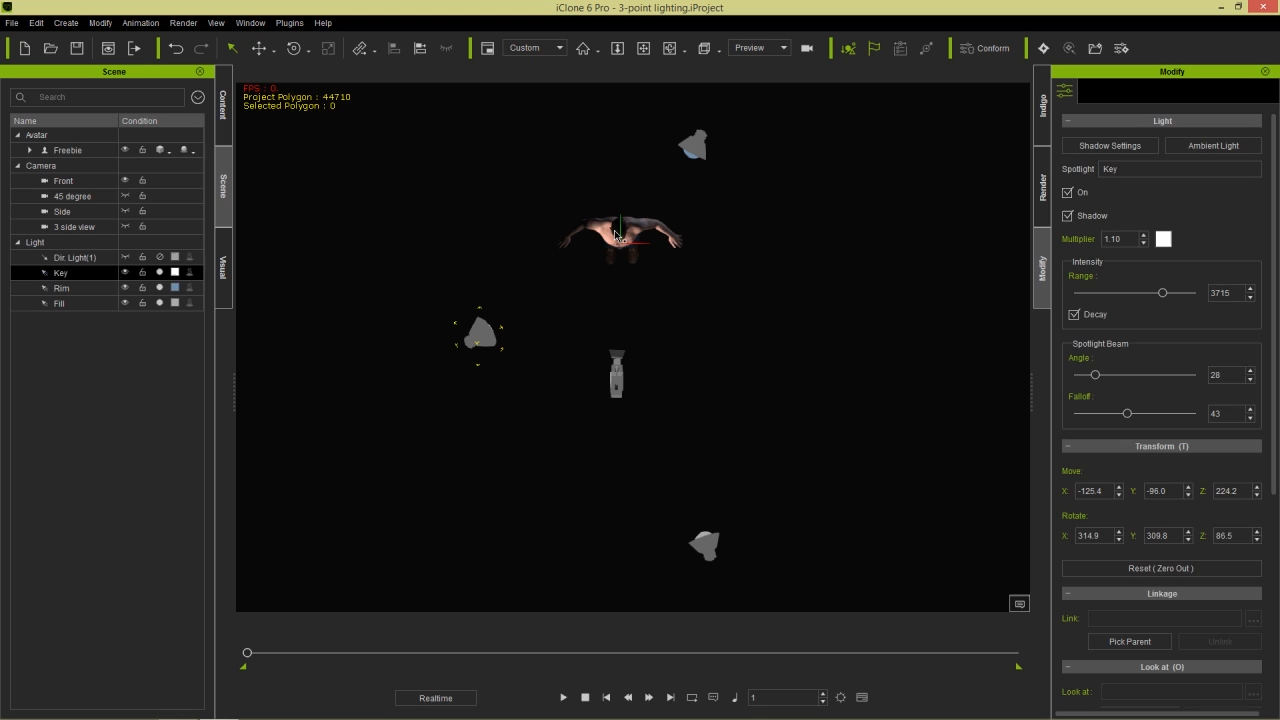 iClone 6 Pro - 3-point lighting.iProject
File Edit Create Modify Animation Render Window Plugins Help
Custom Preview Conform
Scene
Search
Name Condition
Avatar
Freebie
Camera
Front
45 degree
Side
3 side view
Light
Dir. Light(1)
Key
Rim
Fill
Content
Scene
Visual
FPS : 0.
Project Polygon : 44710
Selected Polygon : 0
Realtime
1
Indigo
Render
Modify
Modify
Light
Shadow Settings Ambient Light
Spotlight Key
On
Shadow
Multiplier 1.10
Intensity
Range :
3715
Decay
Spotlight Beam
Angle :
28
Falloff :
43
Transform (T)
Move:
X: -125.4 Y: -96.0 Z: 224.2
Rotate:
X: 314.9 Y: 309.8 Z: 86.5
Reset ( Zero Out )
Linkage
Link:
...
Pick Parent Unlink
Look at (O)
Look at :
...